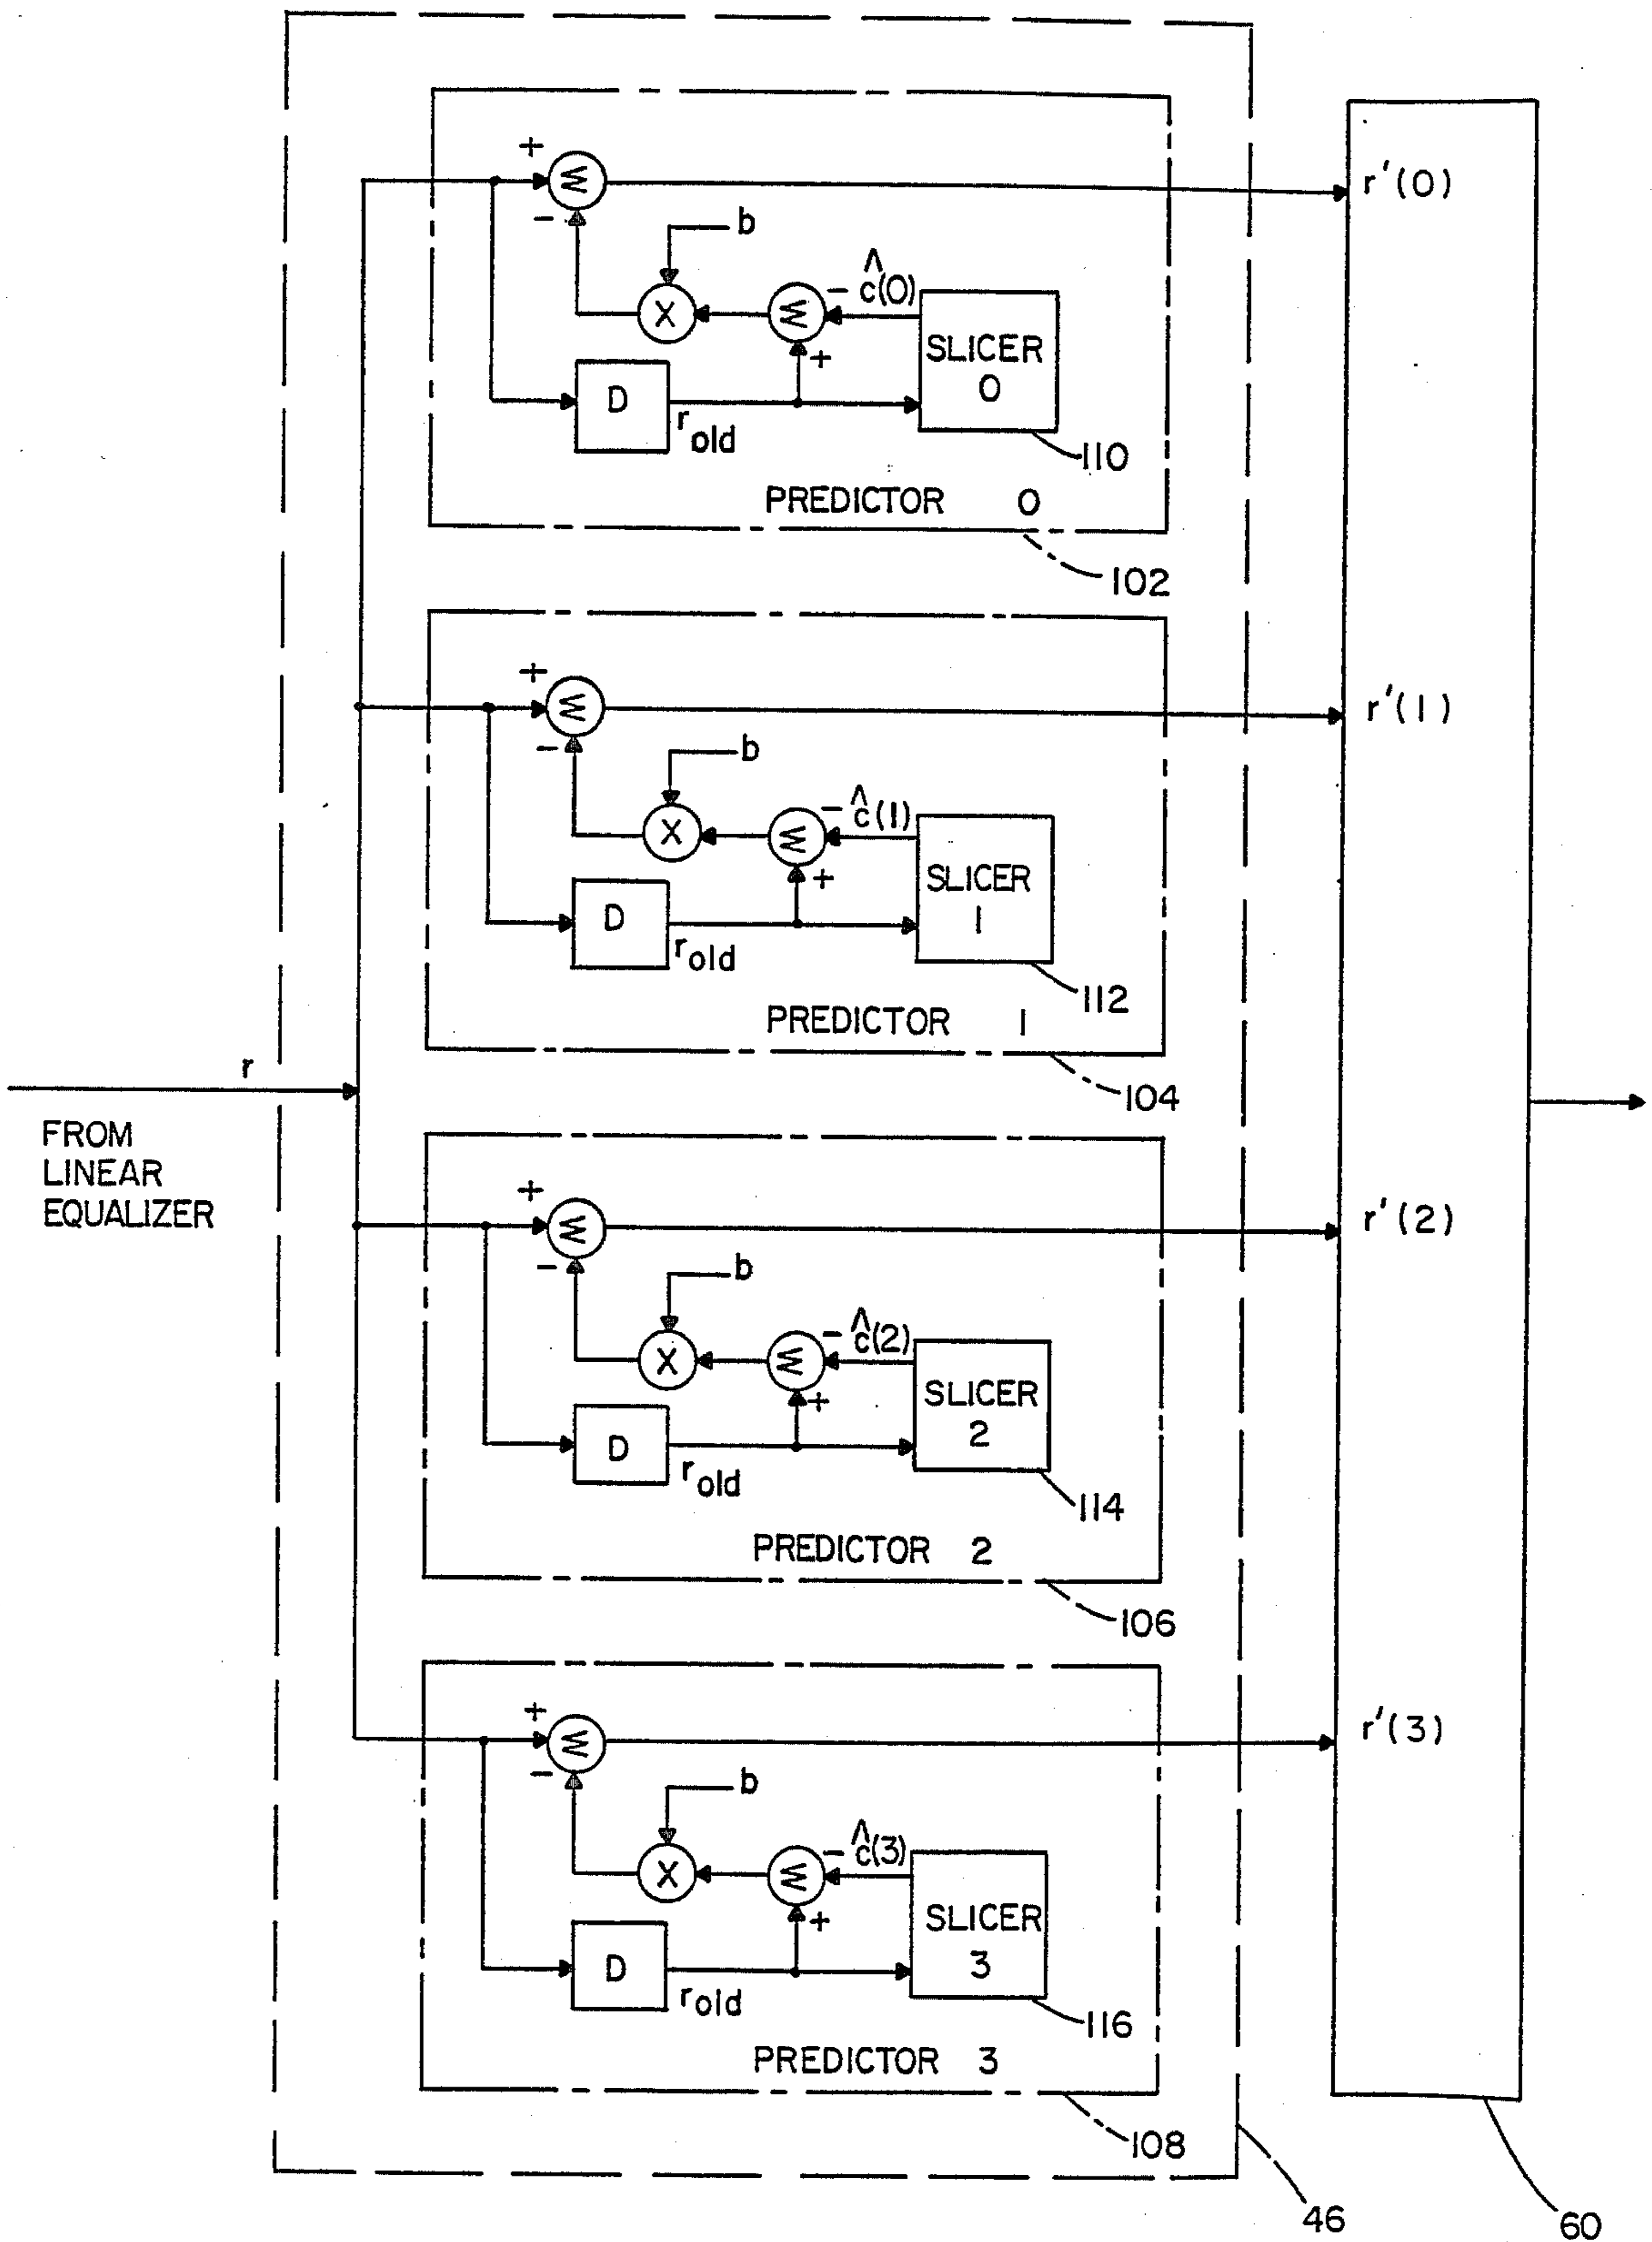 +
r'(0)
-
b
- ĉ(0)
X
SLICER
0
+
D
r_old
110
PREDICTOR 0
102
+
r'(1)
-
b
- ĉ(1)
X
SLICER
1
+
D
r_old
112
PREDICTOR 1
r
104
FROM
LINEAR
EQUALIZER
+
r'(2)
-
b
- ĉ(2)
X
SLICER
2
+
D
r_old
114
PREDICTOR 2
106
+
r'(3)
-
b
- ĉ(3)
X
SLICER
3
+
D
r_old
116
PREDICTOR 3
108
46
60